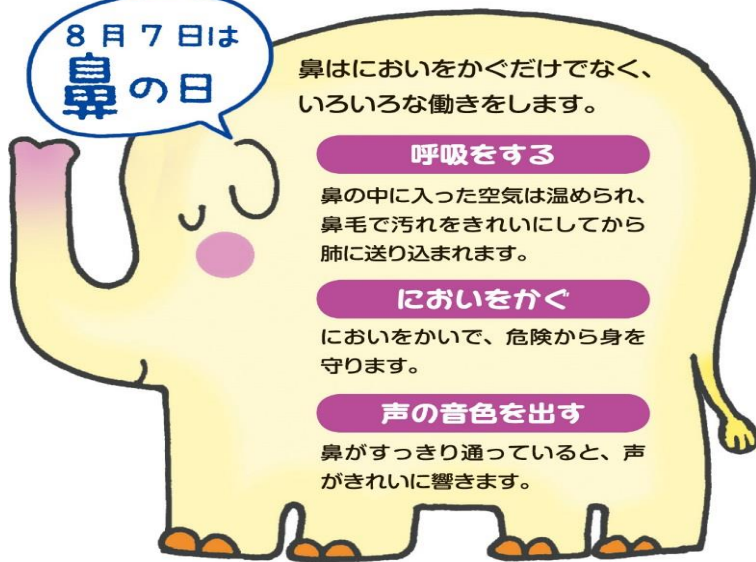 8月7日は
鼻の日
鼻はにおいをかぐだけでなく、
いろいろな働きをします。
呼吸をする
鼻の中に入った空気は温められ、
鼻毛で汚れをきれいにしてから
肺に送り込まれます。
においをかぐ
においをかいで、危険から身を
守ります。
声の音色を出す
鼻がすっきり通っていると、声
がきれいに響きます。